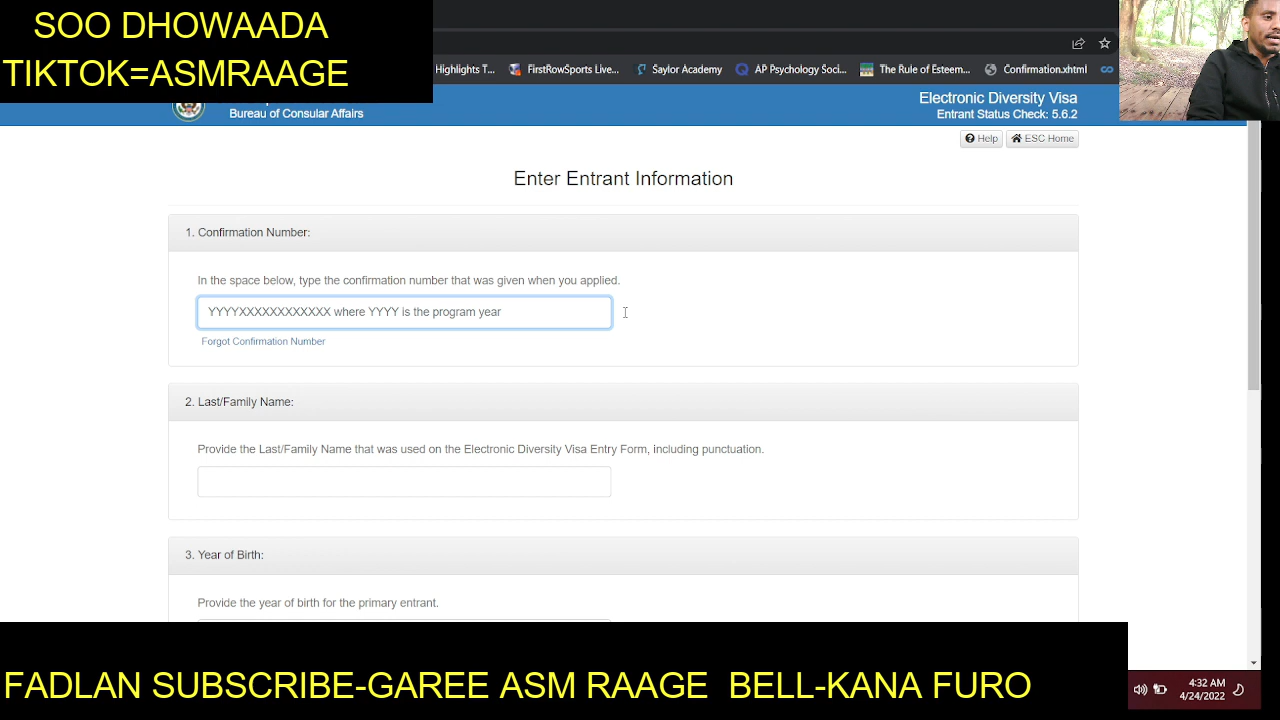 SOO DHOWAADA
TIKTOK=ASMRAAGE
Highlights T... FirstRowSports Live... Saylor Academy AP Psychology Soci... The Rule of Esteem... Confirmation.xhtml
Bureau of Consular Affairs
Electronic Diversity Visa
Entrant Status Check: 5.6.2
Help ESC Home
Enter Entrant Information
1. Confirmation Number:
In the space below, type the confirmation number that was given when you applied.
YYYYXXXXXXXXXXXX where YYYY is the program year
Forgot Confirmation Number
2. Last/Family Name:
Provide the Last/Family Name that was used on the Electronic Diversity Visa Entry Form, including punctuation.
3. Year of Birth:
Provide the year of birth for the primary entrant.
FADLAN SUBSCRIBE-GAREE ASM RAAGE BELL-KANA FURO
4:32 AM
4/24/2022